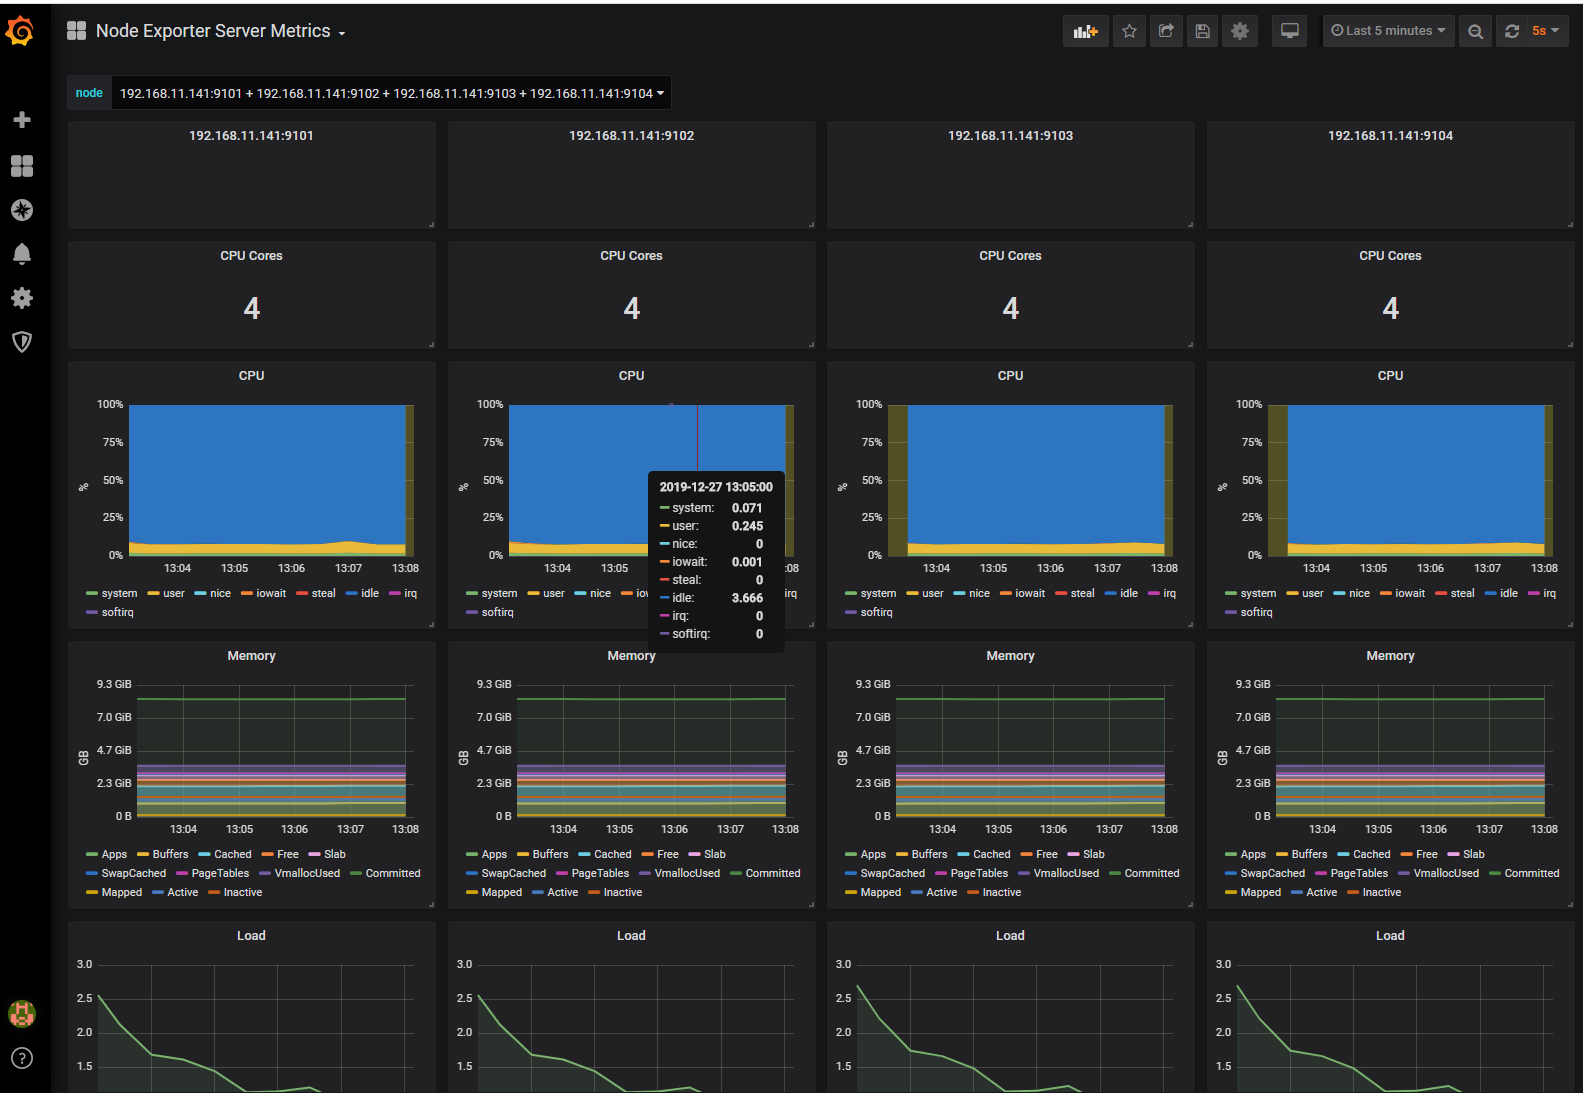 Node Exporter Server Metrics
Last 5 minutes
5s
node
192.168.11.141:9101 + 192.168.11.141:9102 + 192.168.11.141:9103 + 192.168.11.141:9104
192.168.11.141:9101
192.168.11.141:9102
192.168.11.141:9103
192.168.11.141:9104
CPU Cores
CPU Cores
CPU Cores
CPU Cores
4
4
4
4
CPU
100%
75%
50%
25%
0%
%
13:04 13:05 13:06 13:07 13:08
system user nice iowait steal idle irq
softirq
CPU
100%
75%
50%
25%
0%
%
13:04 13:05 :08
system user nice iow irq
softirq
2019-12-27 13:05:00
system: 0.071
user: 0.245
nice: 0
iowait: 0.001
steal: 0
idle: 3.666
irq: 0
softirq: 0
CPU
100%
75%
50%
25%
0%
%
13:04 13:05 13:06 13:07 13:08
system user nice iowait steal idle irq
softirq
CPU
100%
75%
50%
25%
0%
%
13:04 13:05 13:06 13:07 13:08
system user nice iowait steal idle irq
softirq
Memory
9.3 GiB
7.0 GiB
4.7 GiB
2.3 GiB
0 B
GB
13:04 13:05 13:06 13:07 13:08
Apps Buffers Cached Free Slab
SwapCached PageTables VmallocUsed Committed
Mapped Active Inactive
Memory
9.3 GiB
7.0 GiB
4.7 GiB
2.3 GiB
0 B
GB
13:04 13:05 13:06 13:07 13:08
Apps Buffers Cached Free Slab
SwapCached PageTables VmallocUsed Committed
Mapped Active Inactive
Memory
9.3 GiB
7.0 GiB
4.7 GiB
2.3 GiB
0 B
GB
13:04 13:05 13:06 13:07 13:08
Apps Buffers Cached Free Slab
SwapCached PageTables VmallocUsed Committed
Mapped Active Inactive
Memory
9.3 GiB
7.0 GiB
4.7 GiB
2.3 GiB
0 B
GB
13:04 13:05 13:06 13:07 13:08
Apps Buffers Cached Free Slab
SwapCached PageTables VmallocUsed Committed
Mapped Active Inactive
Load
3.0
2.5
2.0
1.5
Load
3.0
2.5
2.0
1.5
Load
3.0
2.5
2.0
1.5
Load
3.0
2.5
2.0
1.5